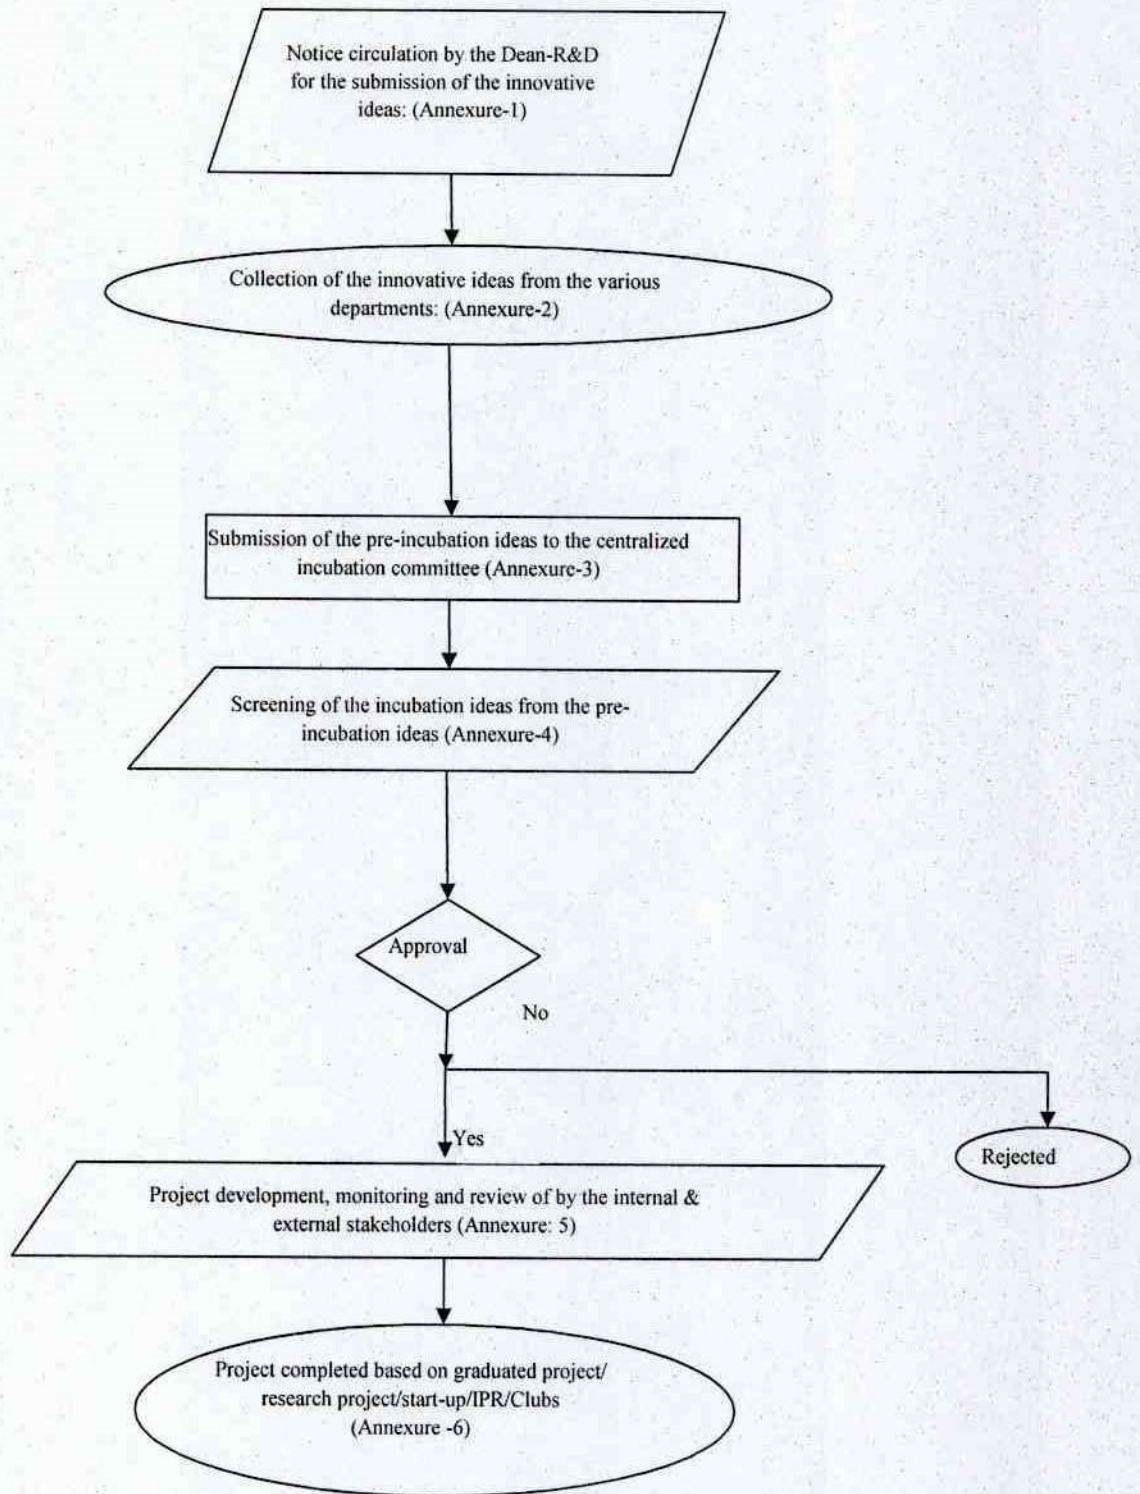 Notice circulation by the Dean-R&D
for the submission of the innovative
ideas: (Annexure-1)
Collection of the innovative ideas from the various
departments: (Annexure-2)
Submission of the pre-incubation ideas to the centralized
incubation committee (Annexure-3)
Screening of the incubation ideas from the pre-
incubation ideas (Annexure-4)
Approval
No
Yes
Rejected
Project development, monitoring and review of by the internal &
external stakeholders (Annexure: 5)
Project completed based on graduated project/
research project/start-up/IPR/Clubs
(Annexure -6)